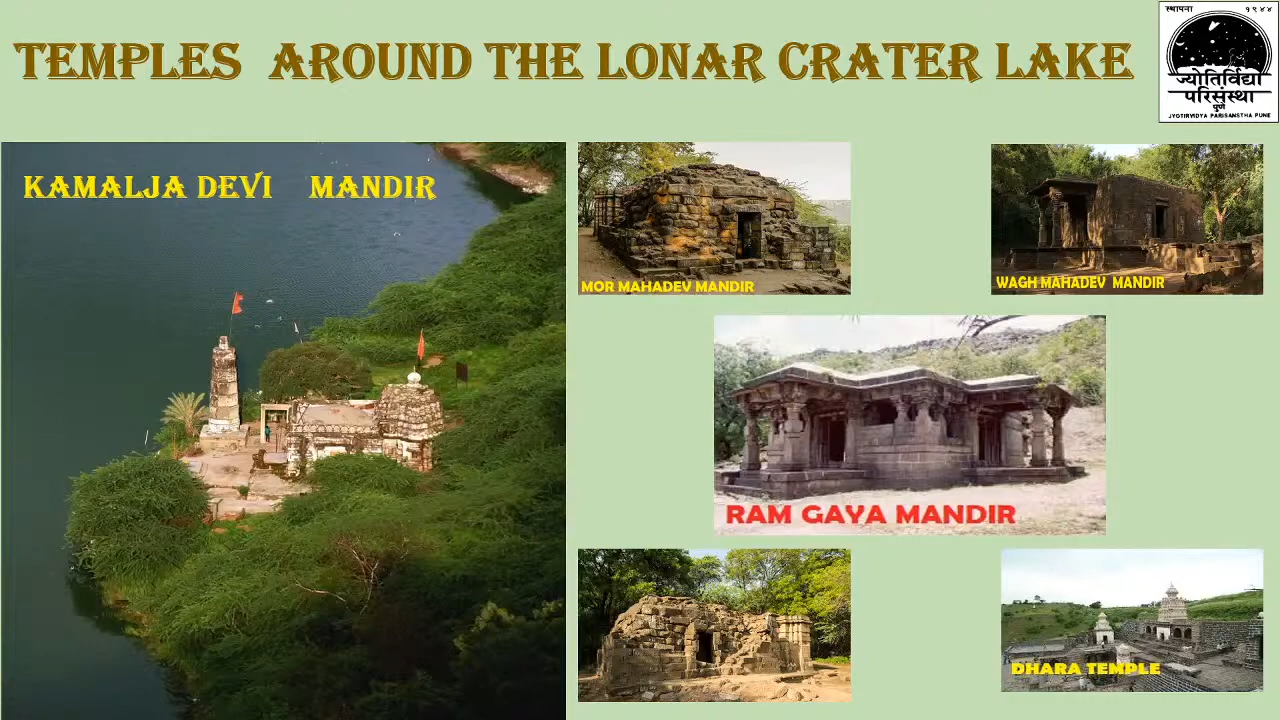 TEMPLES AROUND THE LONAR CRATER LAKE
स्थापना १९४४
ज्योतिर्विद्या
परिसंस्था
पुणे
JYOTIRVIDYA PARISANSTHA PUNE
KAMALJA DEVI MANDIR
MOR MAHADEV MANDIR
WAGH MAHADEV MANDIR
RAM GAYA MANDIR
DHARA TEMPLE